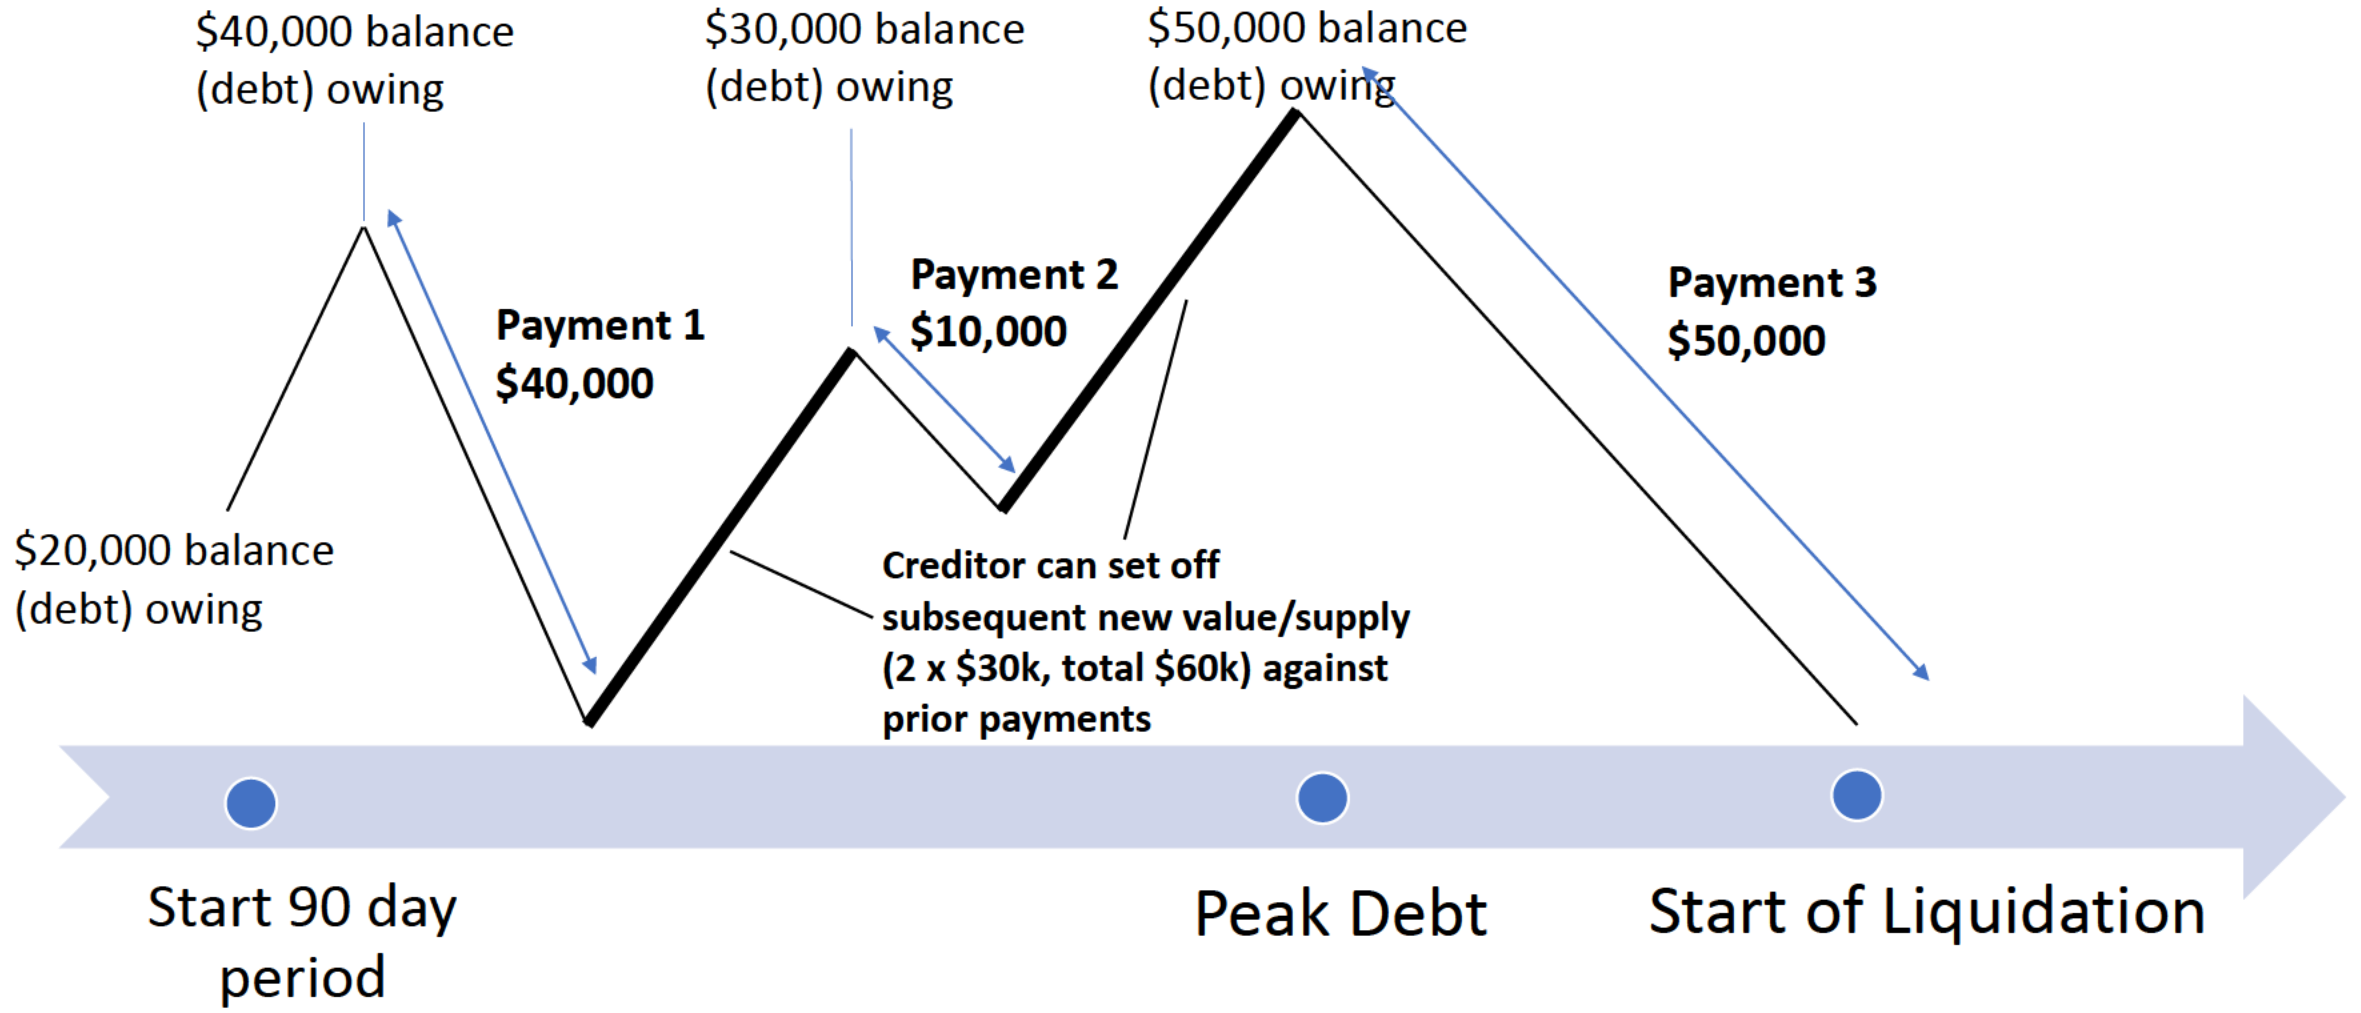 $40,000 balance
(debt) owing
$30,000 balance
(debt) owing
$50,000 balance
(debt) owing
Payment 1
$40,000
Payment 2
$10,000
Payment 3
$50,000
$20,000 balance
(debt) owing
Creditor can set off
subsequent new value/supply
(2 x $30k, total $60k) against
prior payments
Start 90 day
period
Peak Debt
Start of Liquidation